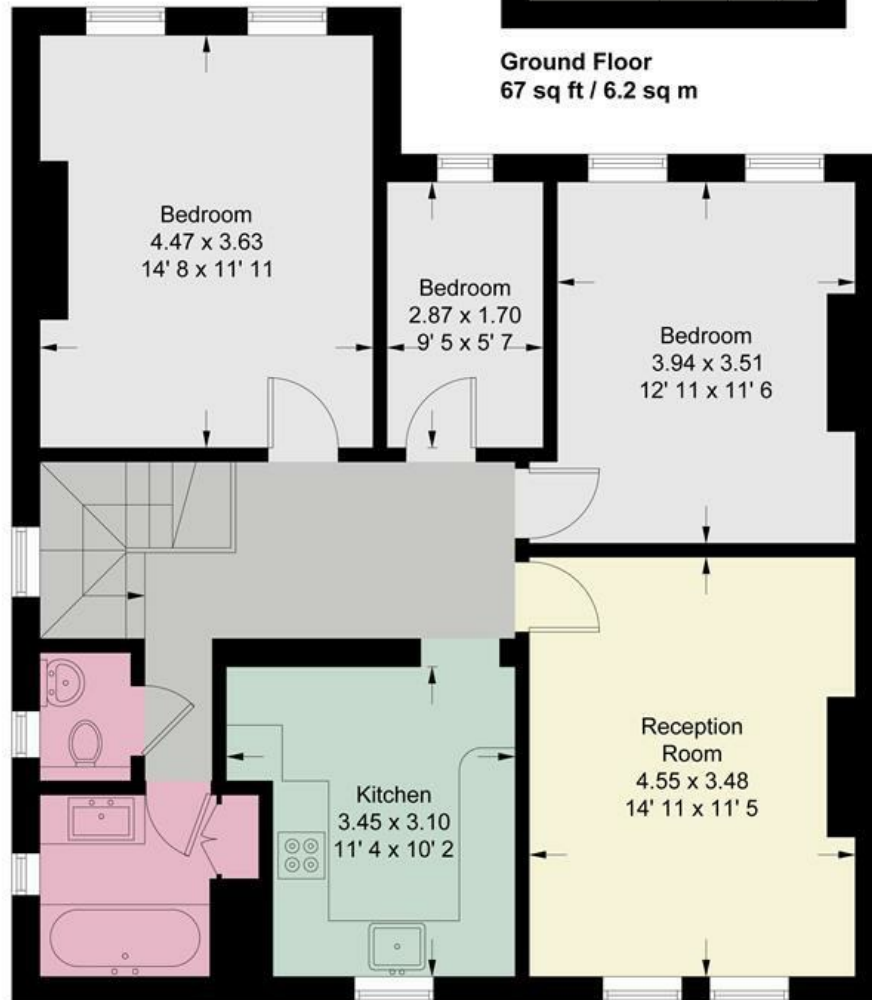 Ground Floor
67 sq ft / 6.2 sq m
Bedroom
4.47 x 3.63
14' 8 x 11' 11
Bedroom
2.87 x 1.70
9' 5 x 5' 7
Bedroom
3.94 x 3.51
12' 11 x 11' 6
Reception
Room
4.55 x 3.48
14' 11 x 11' 5
Kitchen
3.45 x 3.10
11' 4 x 10' 2